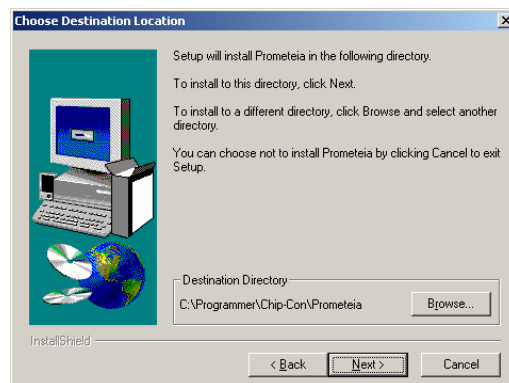 Choose Destination Location
Setup will install Prometeia in the following directory.
To install to this directory, click Next.
To install to a different directory, click Browse and select another
directory.
You can choose not to install Prometeia by clicking Cancel to exit
Setup.
Destination Directory
C:\Programmer\Chip-Con\Prometeia
Browse...
InstallShield
< Back
Next >
Cancel